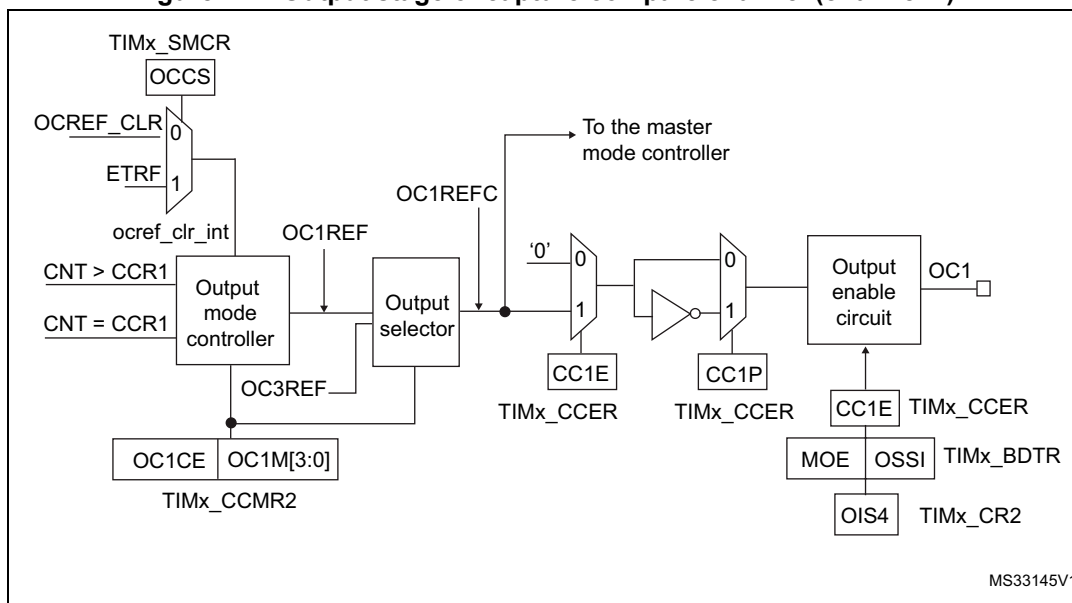 TIMx_SMCR
OCCS
OCREF_CLR
0
ETRF
1
ocref_clr_int
To the master
mode controller
OC1REFC
OC1REF
CNT > CCR1
CNT = CCR1
Output
mode
controller
Output
selector
OC3REF
'0'
0
1
0
1
Output
enable
circuit
OC1
CC1E
TIMx_CCER
CC1P
TIMx_CCER
CC1E
TIMx_CCER
MOE
OSSI
TIMx_BDTR
OIS4
TIMx_CR2
OC1CE
OC1M[3:0]
TIMx_CCMR2